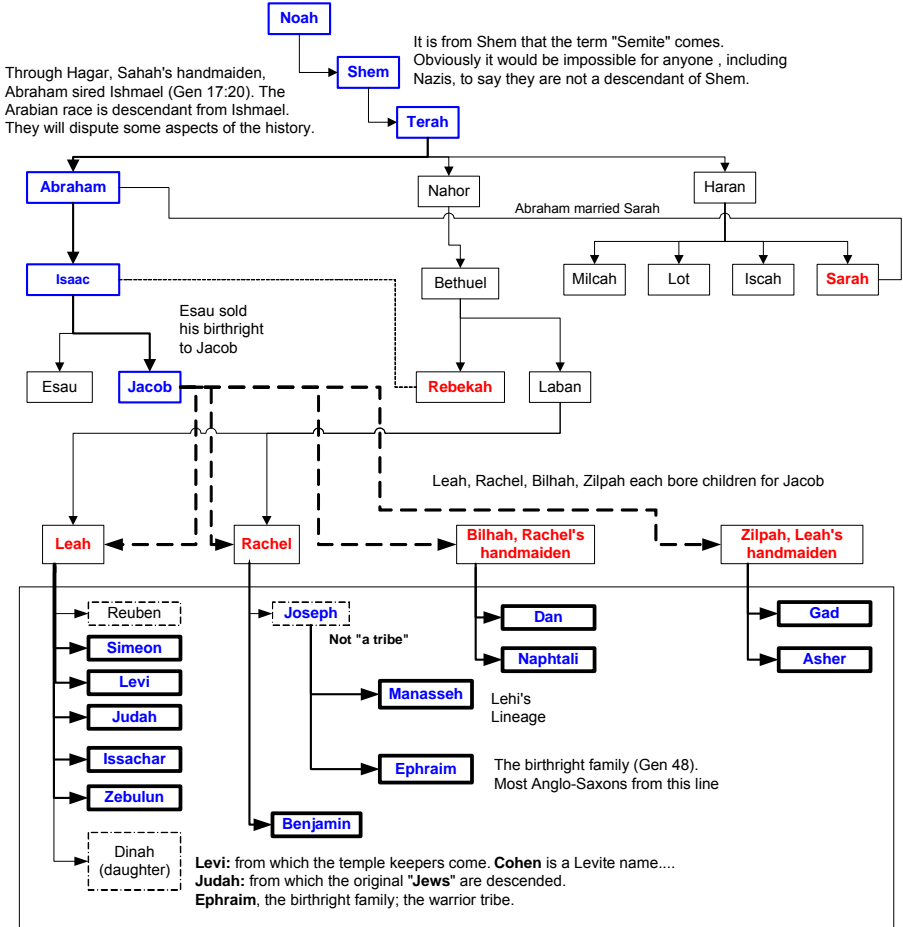 Noah
It is from Shem that the term "Semite" comes.
Obviously it would be impossible for anyone , including
Nazis, to say they are not a descendant of Shem.
Shem
Through Hagar, Sahah's handmaiden,
Abraham sired Ishmael (Gen 17:20). The
Arabian race is descendant from Ishmael.
They will dispute some aspects of the history.
Terah
Abraham
Nahor
Haran
Abraham married Sarah
Isaac
Bethuel
Milcah
Lot
Iscah
Sarah
Esau sold
his birthright
to Jacob
Esau
Jacob
Rebekah
Laban
Leah, Rachel, Bilhah, Zilpah each bore children for Jacob
Leah
Rachel
Bilhah, Rachel's
handmaiden
Zilpah, Leah's
handmaiden
Reuben
Joseph
Dan
Gad
Not "a tribe"
Simeon
Naphtali
Asher
Levi
Manasseh
Lehi's
Lineage
Judah
Issachar
Ephraim
The birthright family (Gen 48).
Most Anglo-Saxons from this line
Zebulun
Benjamin
Dinah
(daughter)
Levi: from which the temple keepers come. Cohen is a Levite name....
Judah: from which the original "Jews" are descended.
Ephraim, the birthright family; the warrior tribe.